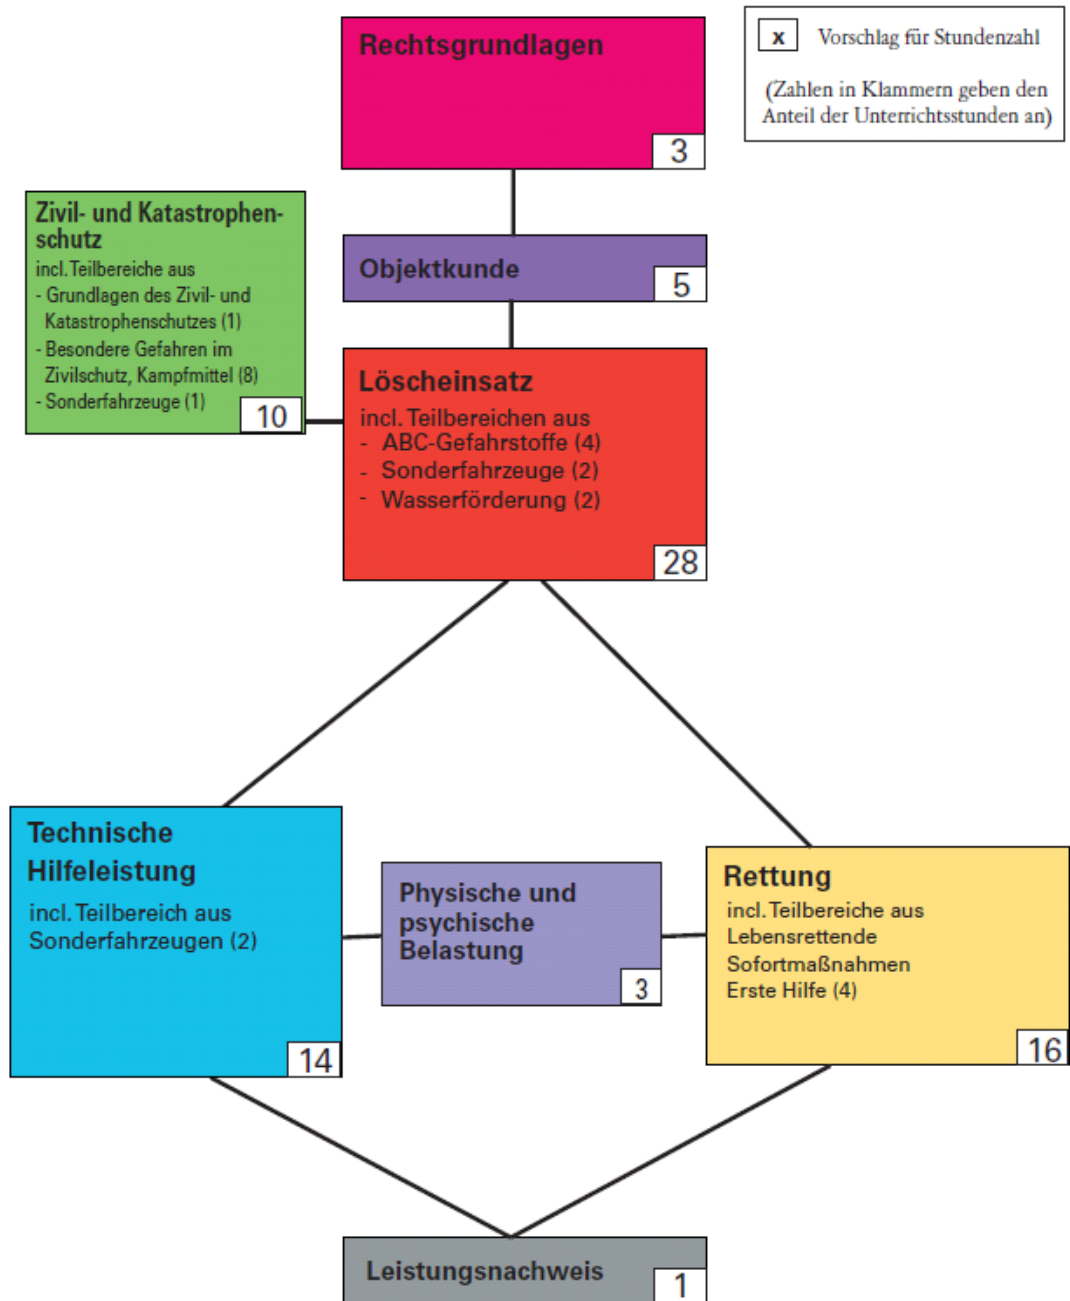 Rechtsgrundlagen
3
x Vorschlag für Stundenzahl
(Zahlen in Klammern geben den
Anteil der Unterrichtsstunden an)
Zivil- und Katastrophen-
schutz
incl. Teilbereiche aus
- Grundlagen des Zivil- und
Katastrophenschutzes (1)
- Besondere Gefahren im
Zivilschutz, Kampfmittel (8)
- Sonderfahrzeuge (1)
10
Objektkunde
5
Löscheinsatz
incl. Teilbereichen aus
- ABC-Gefahrstoffe (4)
- Sonderfahrzeuge (2)
- Wasserförderung (2)
28
Technische
Hilfeleistung
incl. Teilbereich aus
Sonderfahrzeugen (2)
14
Physische und
psychische
Belastung
3
Rettung
incl. Teilbereiche aus
Lebensrettende
Sofortmaßnahmen
Erste Hilfe (4)
16
Leistungsnachweis
1